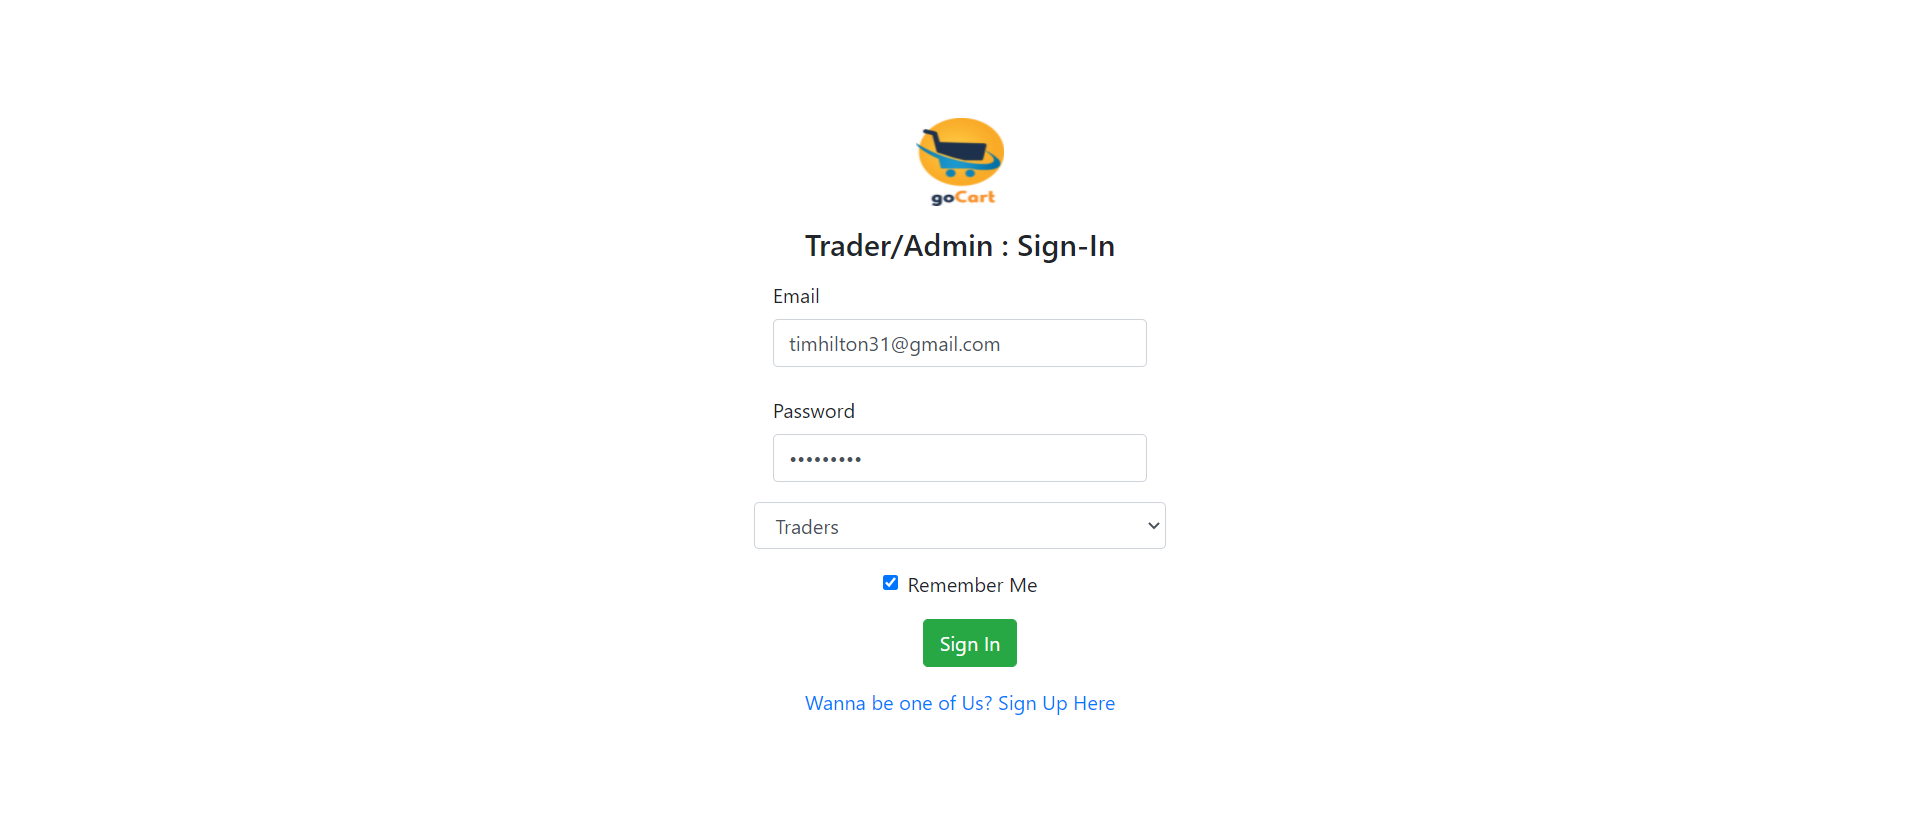 goCart
Trader/Admin : Sign-In
Email
timhilton31@gmail.com
Password
•••••••••
Traders
Remember Me
Sign In
Wanna be one of Us? Sign Up Here